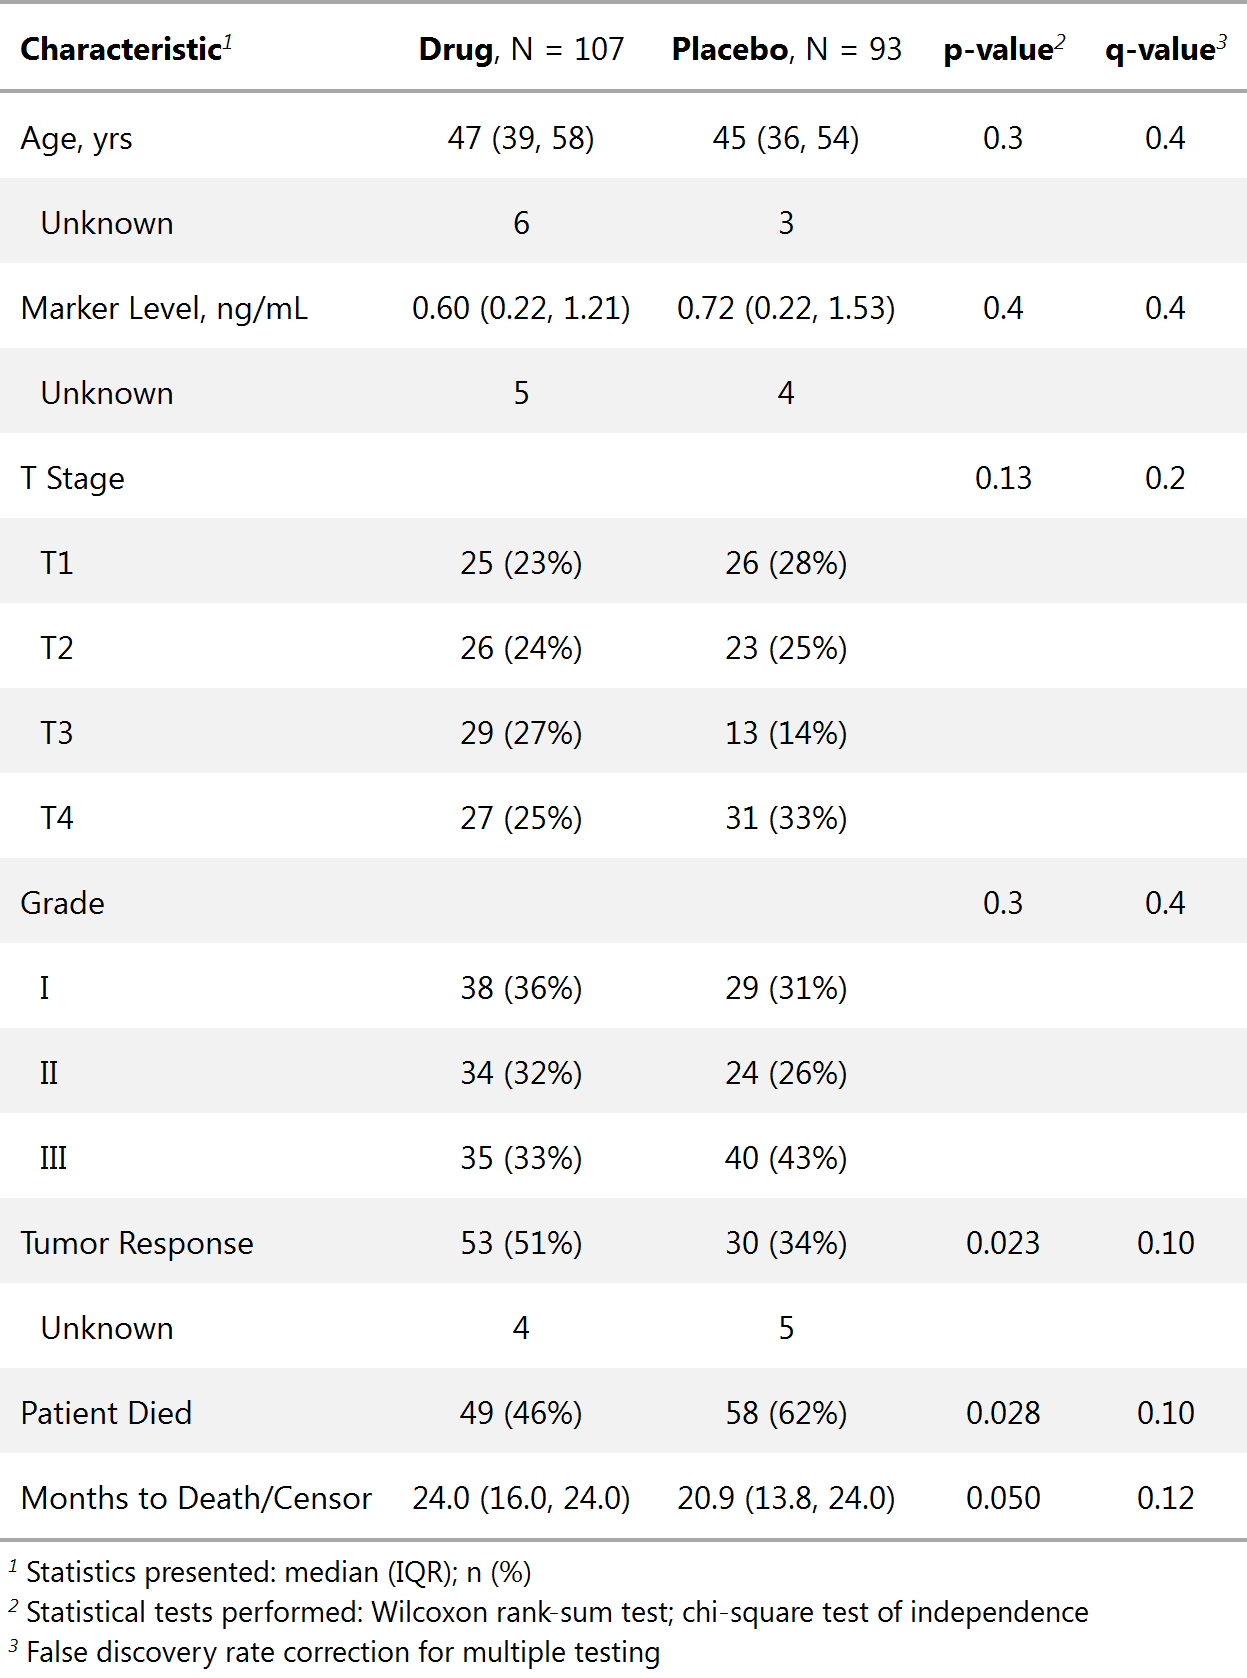 Characteristic1 Drug, N = 107 Placebo, N = 93 p-value2 q-value3
Age, yrs 47 (39, 58) 45 (36, 54) 0.3 0.4
Unknown 6 3
Marker Level, ng/mL 0.60 (0.22, 1.21) 0.72 (0.22, 1.53) 0.4 0.4
Unknown 5 4
T Stage 0.13 0.2
T1 25 (23%) 26 (28%)
T2 26 (24%) 23 (25%)
T3 29 (27%) 13 (14%)
T4 27 (25%) 31 (33%)
Grade 0.3 0.4
I 38 (36%) 29 (31%)
II 34 (32%) 24 (26%)
III 35 (33%) 40 (43%)
Tumor Response 53 (51%) 30 (34%) 0.023 0.10
Unknown 4 5
Patient Died 49 (46%) 58 (62%) 0.028 0.10
Months to Death/Censor 24.0 (16.0, 24.0) 20.9 (13.8, 24.0) 0.050 0.12
1 Statistics presented: median (IQR); n (%)
2 Statistical tests performed: Wilcoxon rank-sum test; chi-square test of independence
3 False discovery rate correction for multiple testing